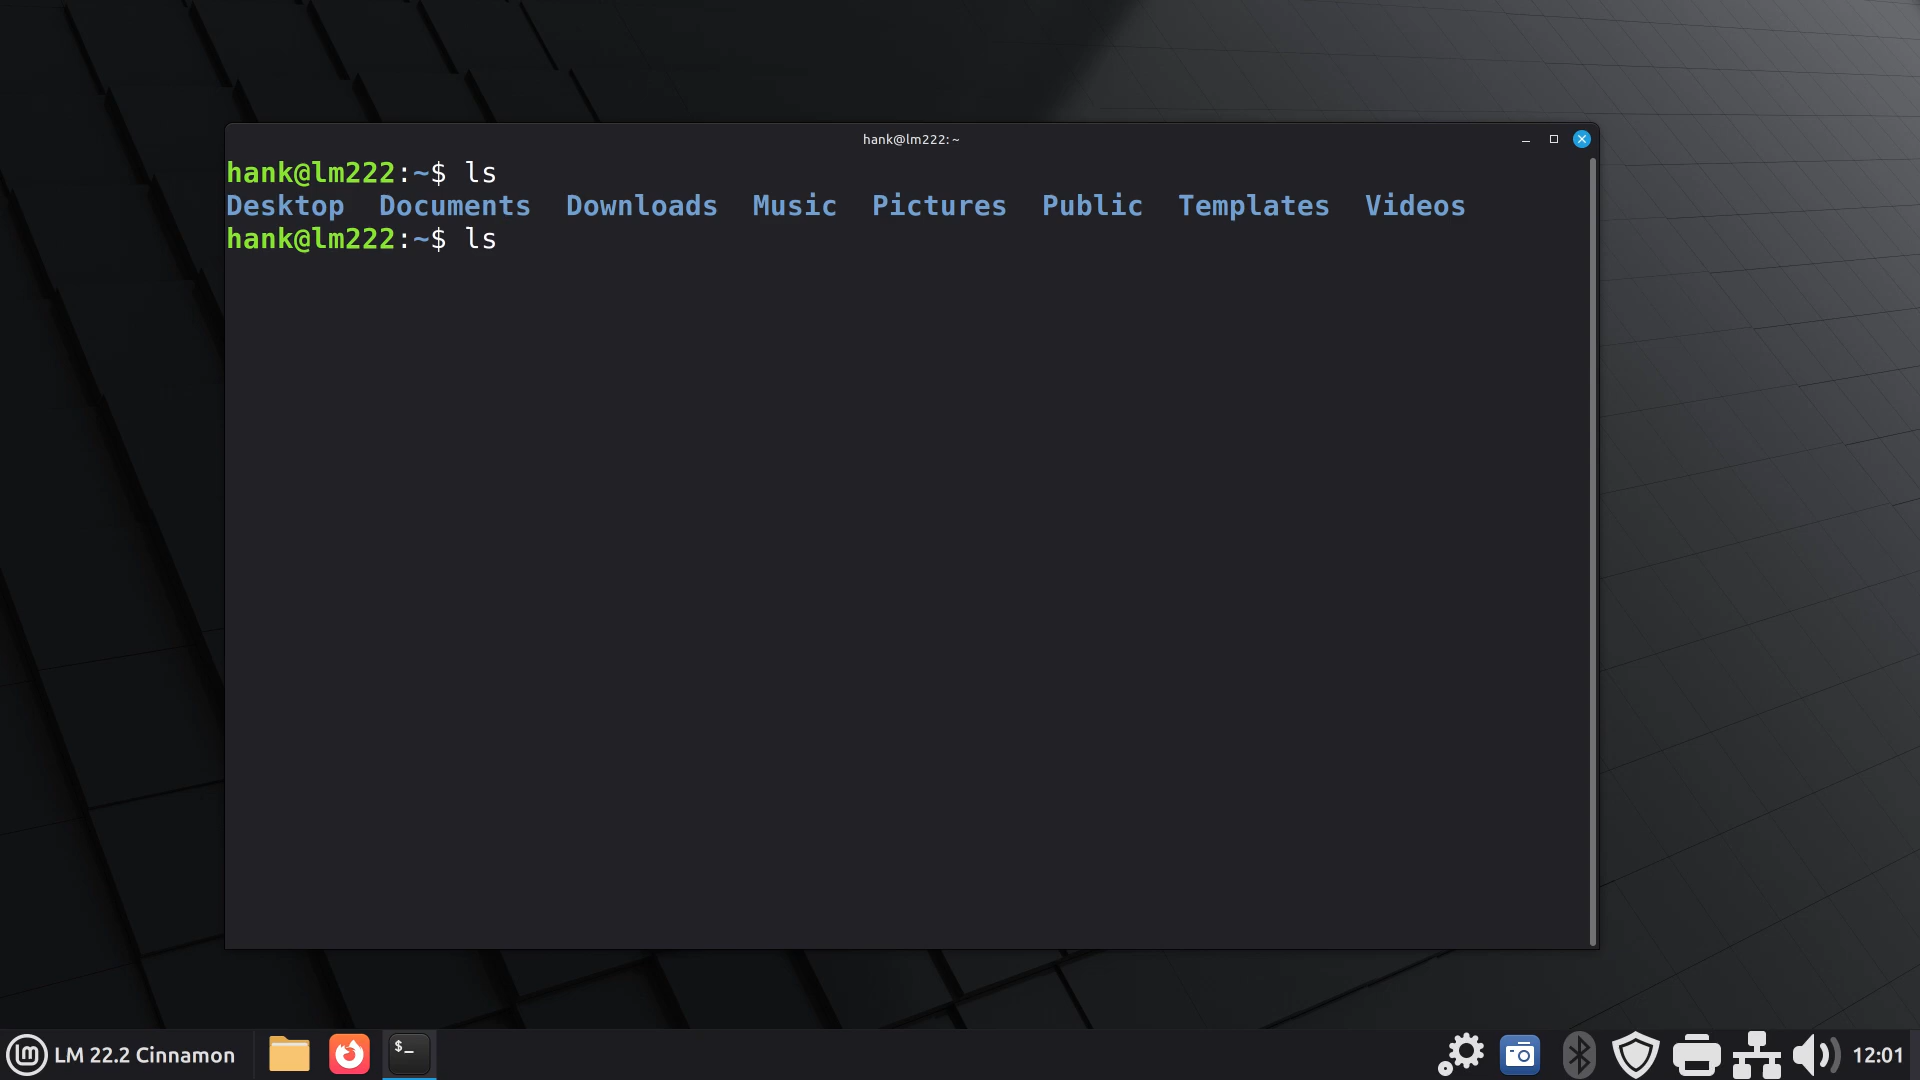 hank@lm222: ~
hank@lm222:~$ ls
Desktop Documents Downloads Music Pictures Public Templates Videos
hank@lm222:~$ ls
lm LM 22.2 Cinnamon $_ 12:01